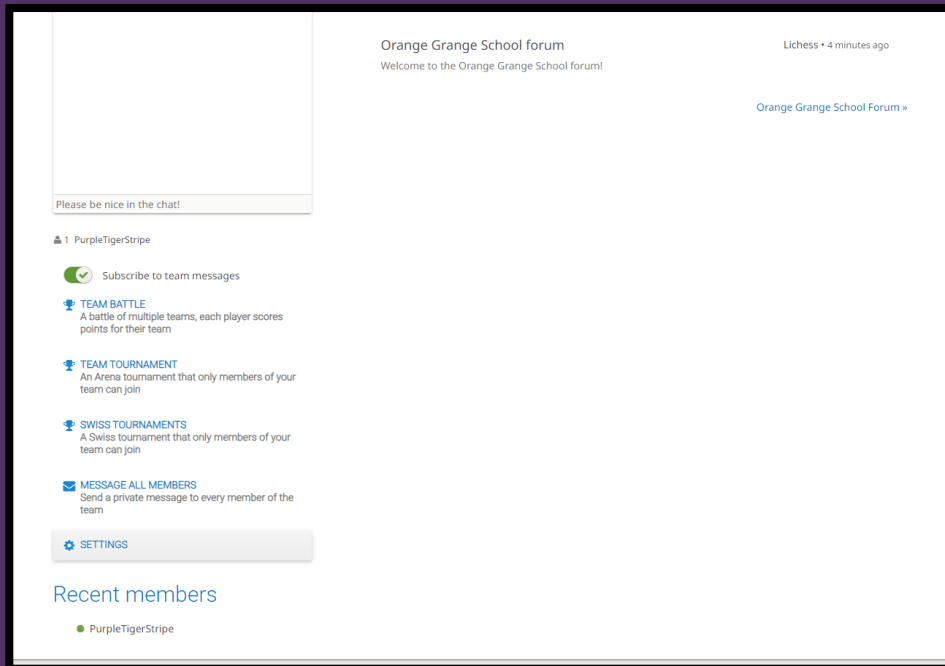 Orange Grange School forum
Lichess • 4 minutes ago
Welcome to the Orange Grange School forum!
Orange Grange School Forum »
Please be nice in the chat!
1 PurpleTigerStripe
Subscribe to team messages
TEAM BATTLE
A battle of multiple teams, each player scores
points for their team
TEAM TOURNAMENT
An Arena tournament that only members of your
team can join
SWISS TOURNAMENTS
A Swiss tournament that only members of your
team can join
MESSAGE ALL MEMBERS
Send a private message to every member of the
team
SETTINGS
Recent members
PurpleTigerStripe